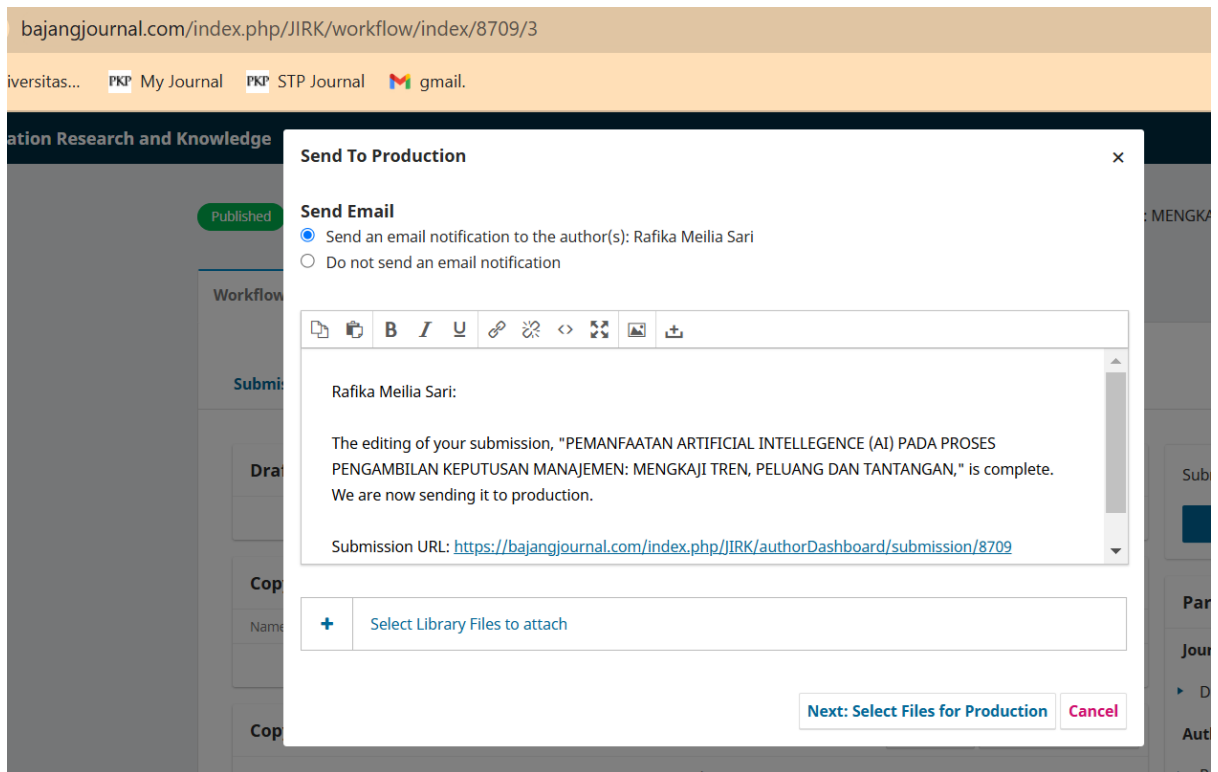 bajangjournal.com/index.php/JIRK/workflow/index/8709/3
iversitas... PKP My Journal PKP STP Journal gmail.
ation Research and Knowledge
Send To Production
Published
Send Email
: MENGKA
Send an email notification to the author(s): Rafika Meilia Sari
Do not send an email notification
Workflow
Submis
Rafika Meilia Sari:
The editing of your submission, "PEMANFAATAN ARTIFICIAL INTELLEGENCE (AI) PADA PROSES
PENGAMBILAN KEPUTUSAN MANAJEMEN: MENGKAJI TREN, PELUANG DAN TANTANGAN," is complete.
We are now sending it to production.
Draf
Sub
Submission URL: https://bajangjournal.com/index.php/JIRK/authorDashboard/submission/8709
Cop
Par
Name
Select Library Files to attach
Jour
D
Next: Select Files for Production Cancel
Cop
Aut